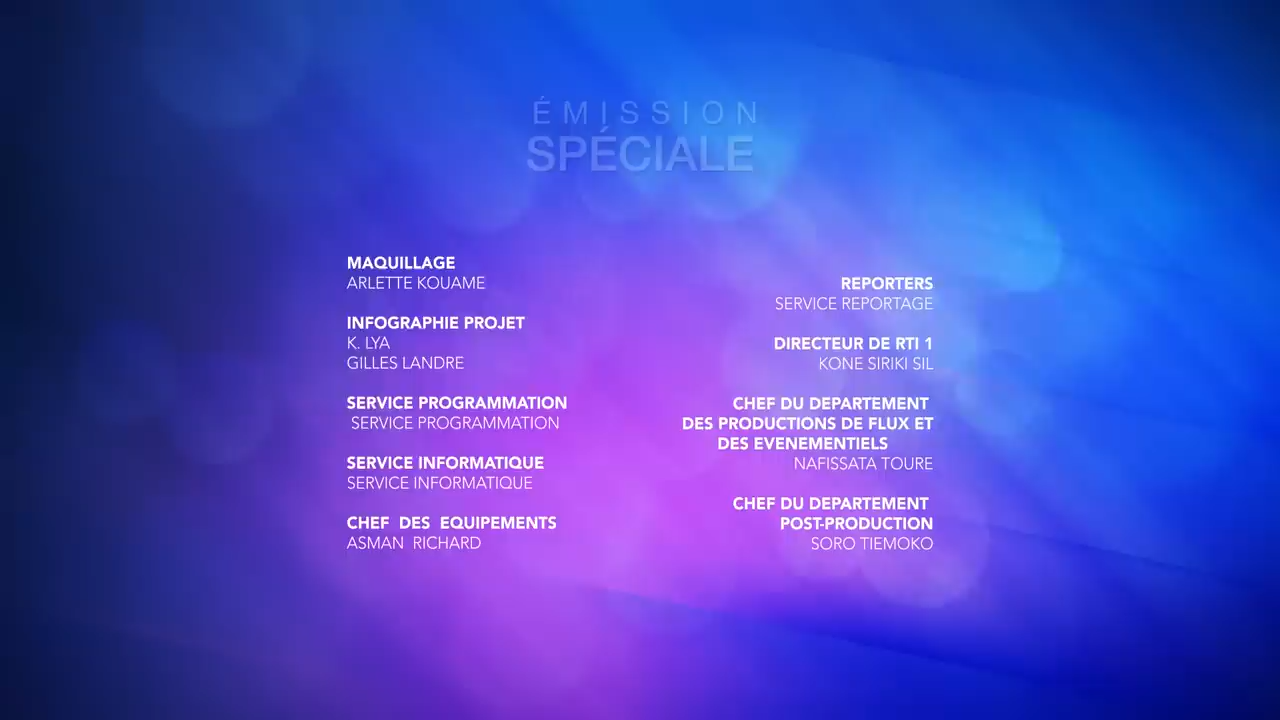 ÉMISSION
SPÉCIALE
MAQUILLAGE
ARLETTE KOUAME
INFOGRAPHIE PROJET
K. LYA
GILLES LANDRE
SERVICE PROGRAMMATION
SERVICE PROGRAMMATION
SERVICE INFORMATIQUE
SERVICE INFORMATIQUE
CHEF DES EQUIPEMENTS
ASMAN RICHARD
REPORTERS
SERVICE REPORTAGE
DIRECTEUR DE RTI 1
KONE SIRIKI SIL
CHEF DU DEPARTEMENT
DES PRODUCTIONS DE FLUX ET
DES EVENEMENTIELS
NAFISSATA TOURE
CHEF DU DEPARTEMENT
POST-PRODUCTION
SORO TIEMOKO